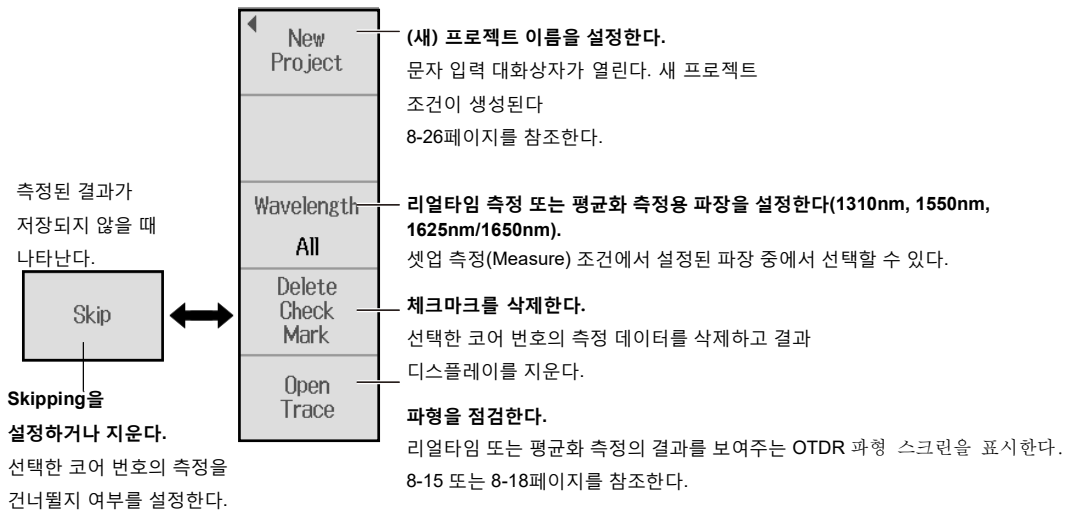 New
Project
(새) 프로젝트 이름을 설정한다.
문자 입력 대화상자가 열린다. 새 프로젝트
조건이 생성된다
8-26페이지를 참조한다.
측정된 결과가
저장되지 않을 때
나타난다.
Skip
Skipping을
설정하거나 지운다.
선택한 코어 번호의 측정을
건너뛸지 여부를 설정한다.
Wavelength
All
리얼타임 측정 또는 평균화 측정용 파장을 설정한다(1310nm, 1550nm,
1625nm/1650nm).
셋업 측정(Measure) 조건에서 설정된 파장 중에서 선택할 수 있다.
Delete
Check
Mark
체크마크를 삭제한다.
선택한 코어 번호의 측정 데이터를 삭제하고 결과
디스플레이를 지운다.
Open
Trace
파형을 점검한다.
리얼타임 또는 평균화 측정의 결과를 보여주는 OTDR 파형 스크린을 표시한다.
8-15 또는 8-18페이지를 참조한다.